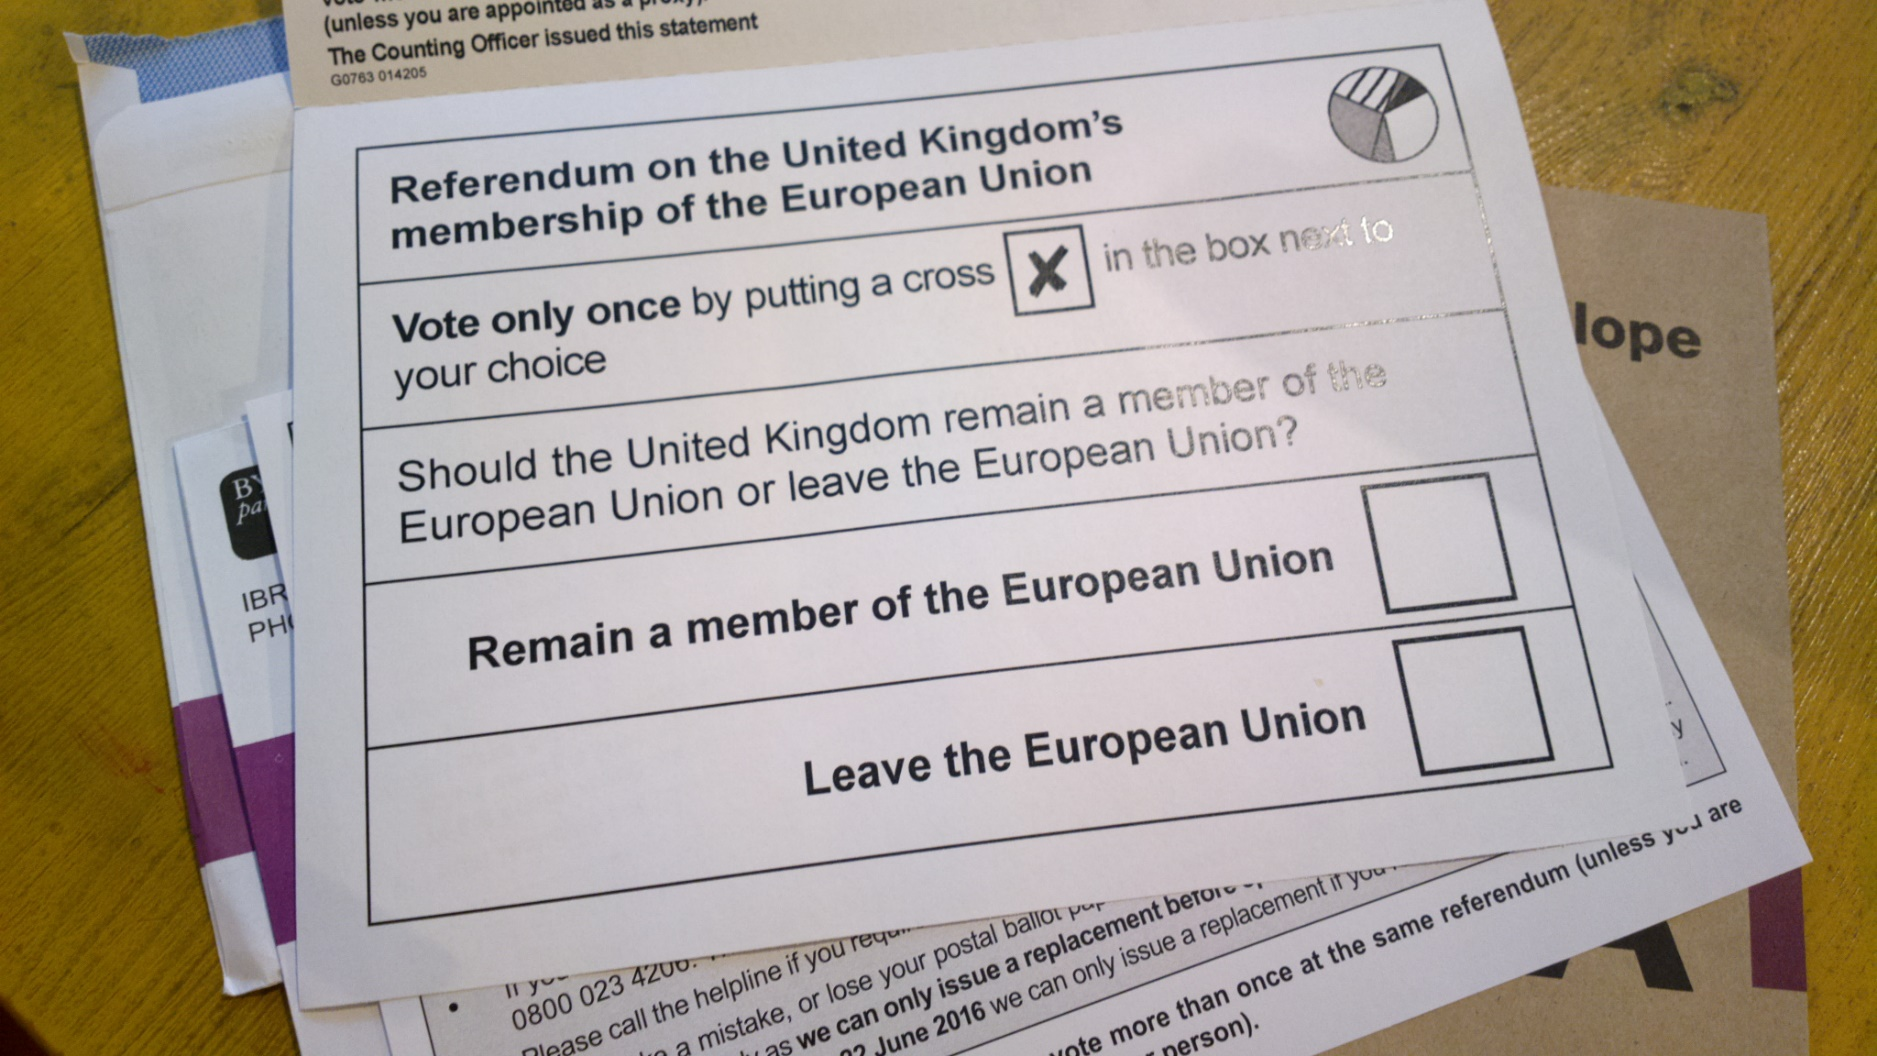 (unless you are appointed as a proxy).
The Counting Officer issued this statement
G0763 014205
Referendum on the United Kingdom's
membership of the European Union
Vote only once by putting a cross X in the box next to
your choice
Should the United Kingdom remain a member of the
European Union or leave the European Union?
Remain a member of the European Union
Leave the European Union
lope
BY
IBR
0800 023 4200.
Please call the helpline if you
a mistake, or lose your postal ballot
as we can only issue a replacement before
June 2016 we can only issue a replacement if you
vote more than once at the same referendum (unless you are
person).